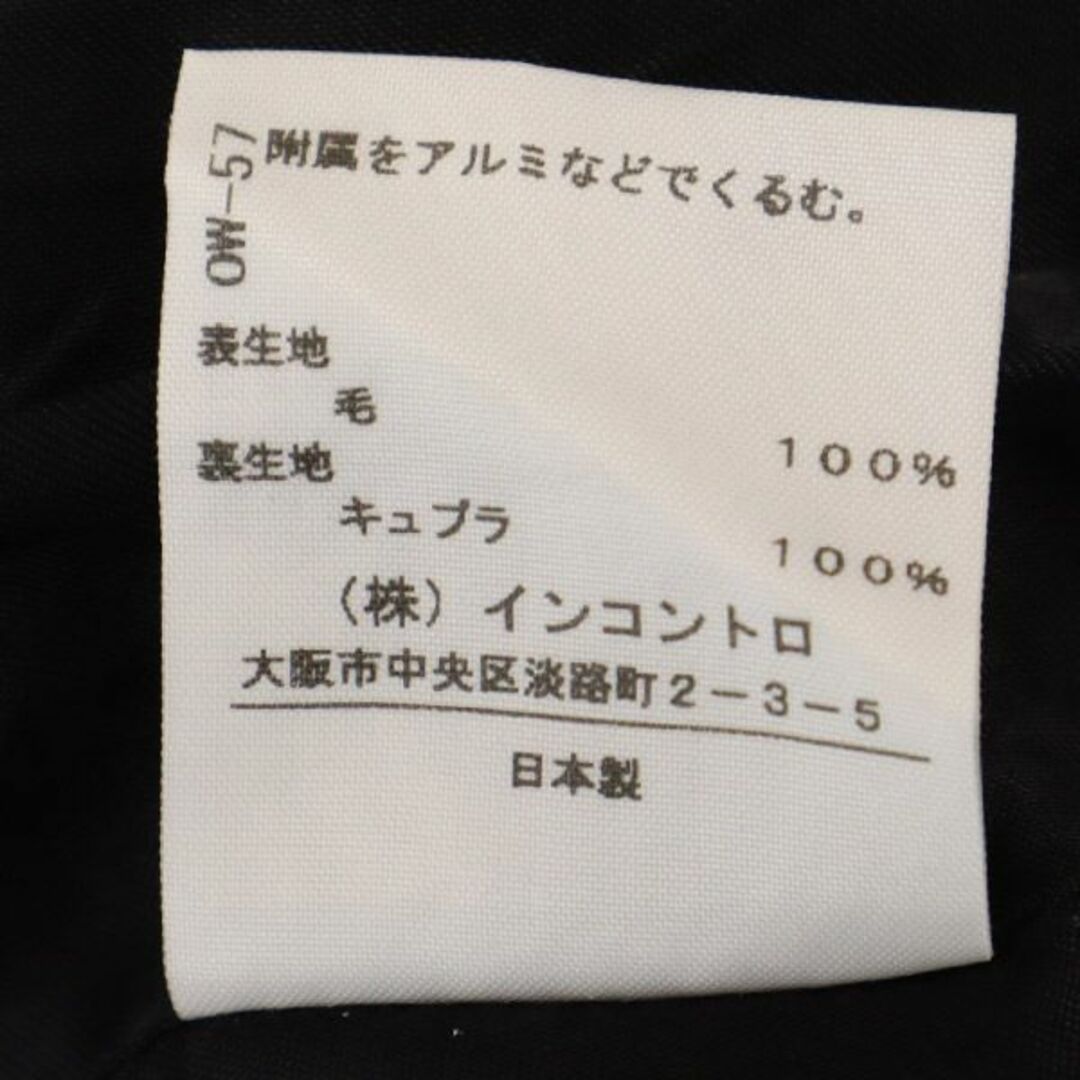 附属をアルミなどでくるむ。
OW-57
表生地
毛 100%
裏生地
キュプラ 100%
（株）インコントロ
大阪市中央区淡路町２－３－５
日本製